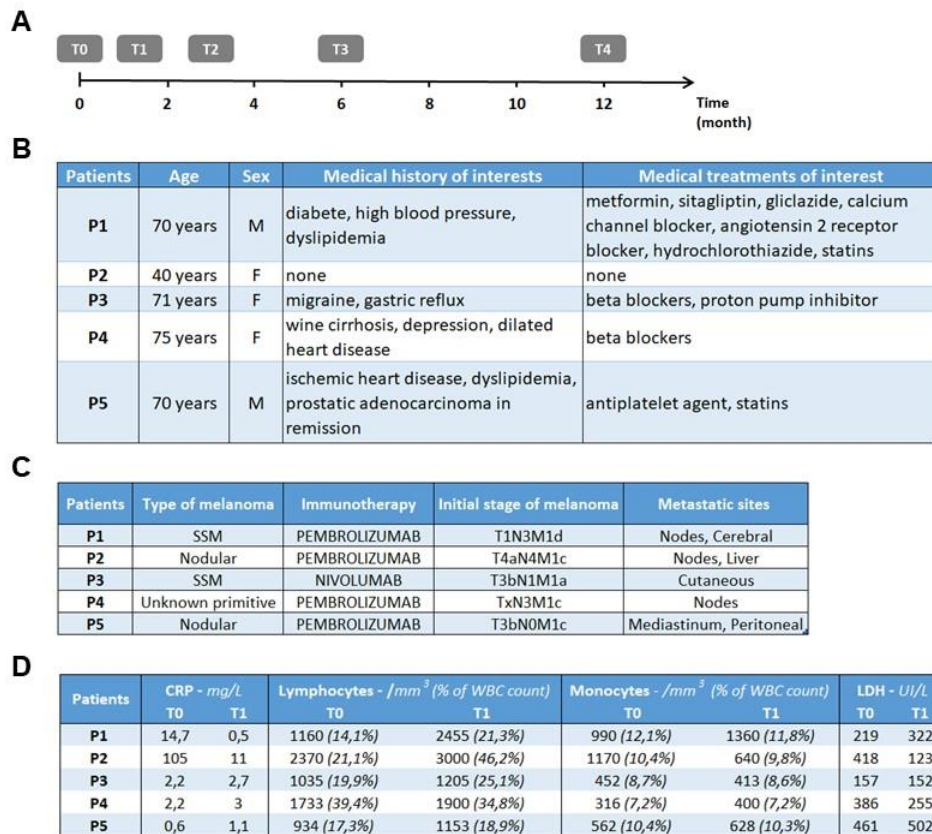 A
T0 T1 T2 T3 T4
0 2 4 6 8 10 12 Time
(month)
B
Patients Age Sex Medical history of interests Medical treatments of interest
P1 70 years M diabete, high blood pressure, dyslipidemia metformin, sitagliptin, gliclazide, calcium channel blocker, angiotensin 2 receptor blocker, hydrochlorothiazide, statins
P2 40 years F none none
P3 71 years F migraine, gastric reflux beta blockers, proton pump inhibitor
P4 75 years F wine cirrhosis, depression, dilated heart disease beta blockers
P5 70 years M ischemic heart disease, dyslipidemia, prostatic adenocarcinoma in remission antiplatelet agent, statins
C
Patients Type of melanoma Immunotherapy Initial stage of melanoma Metastatic sites
P1 SSM PEMBROLIZUMAB T1N3M1d Nodes, Cerebral
P2 Nodular PEMBROLIZUMAB T4aN4M1c Nodes, Liver
P3 SSM NIVOLUMAB T3bN1M1a Cutaneous
P4 Unknown primitive PEMBROLIZUMAB TxN3M1c Nodes
P5 Nodular PEMBROLIZUMAB T3bN0M1c Mediastinum, Peritoneal
D
Patients CRP - mg/L Lymphocytes - /mm³ (% of WBC count) Monocytes - /mm³ (% of WBC count) LDH - UI/L
T0 T1 T0 T1 T0 T1 T0 T1
P1 14,7 0,5 1160 (14,1%) 2455 (21,3%) 990 (12,1%) 1360 (11,8%) 219 322
P2 105 11 2370 (21,1%) 3000 (46,2%) 1170 (10,4%) 640 (9,8%) 418 123
P3 2,2 2,7 1035 (19,9%) 1205 (25,1%) 452 (8,7%) 413 (8,6%) 157 152
P4 2,2 3 1733 (39,4%) 1900 (34,8%) 316 (7,2%) 400 (7,2%) 386 255
P5 0,6 1,1 934 (17,3%) 1153 (18,9%) 562 (10,4%) 628 (10,3%) 461 502